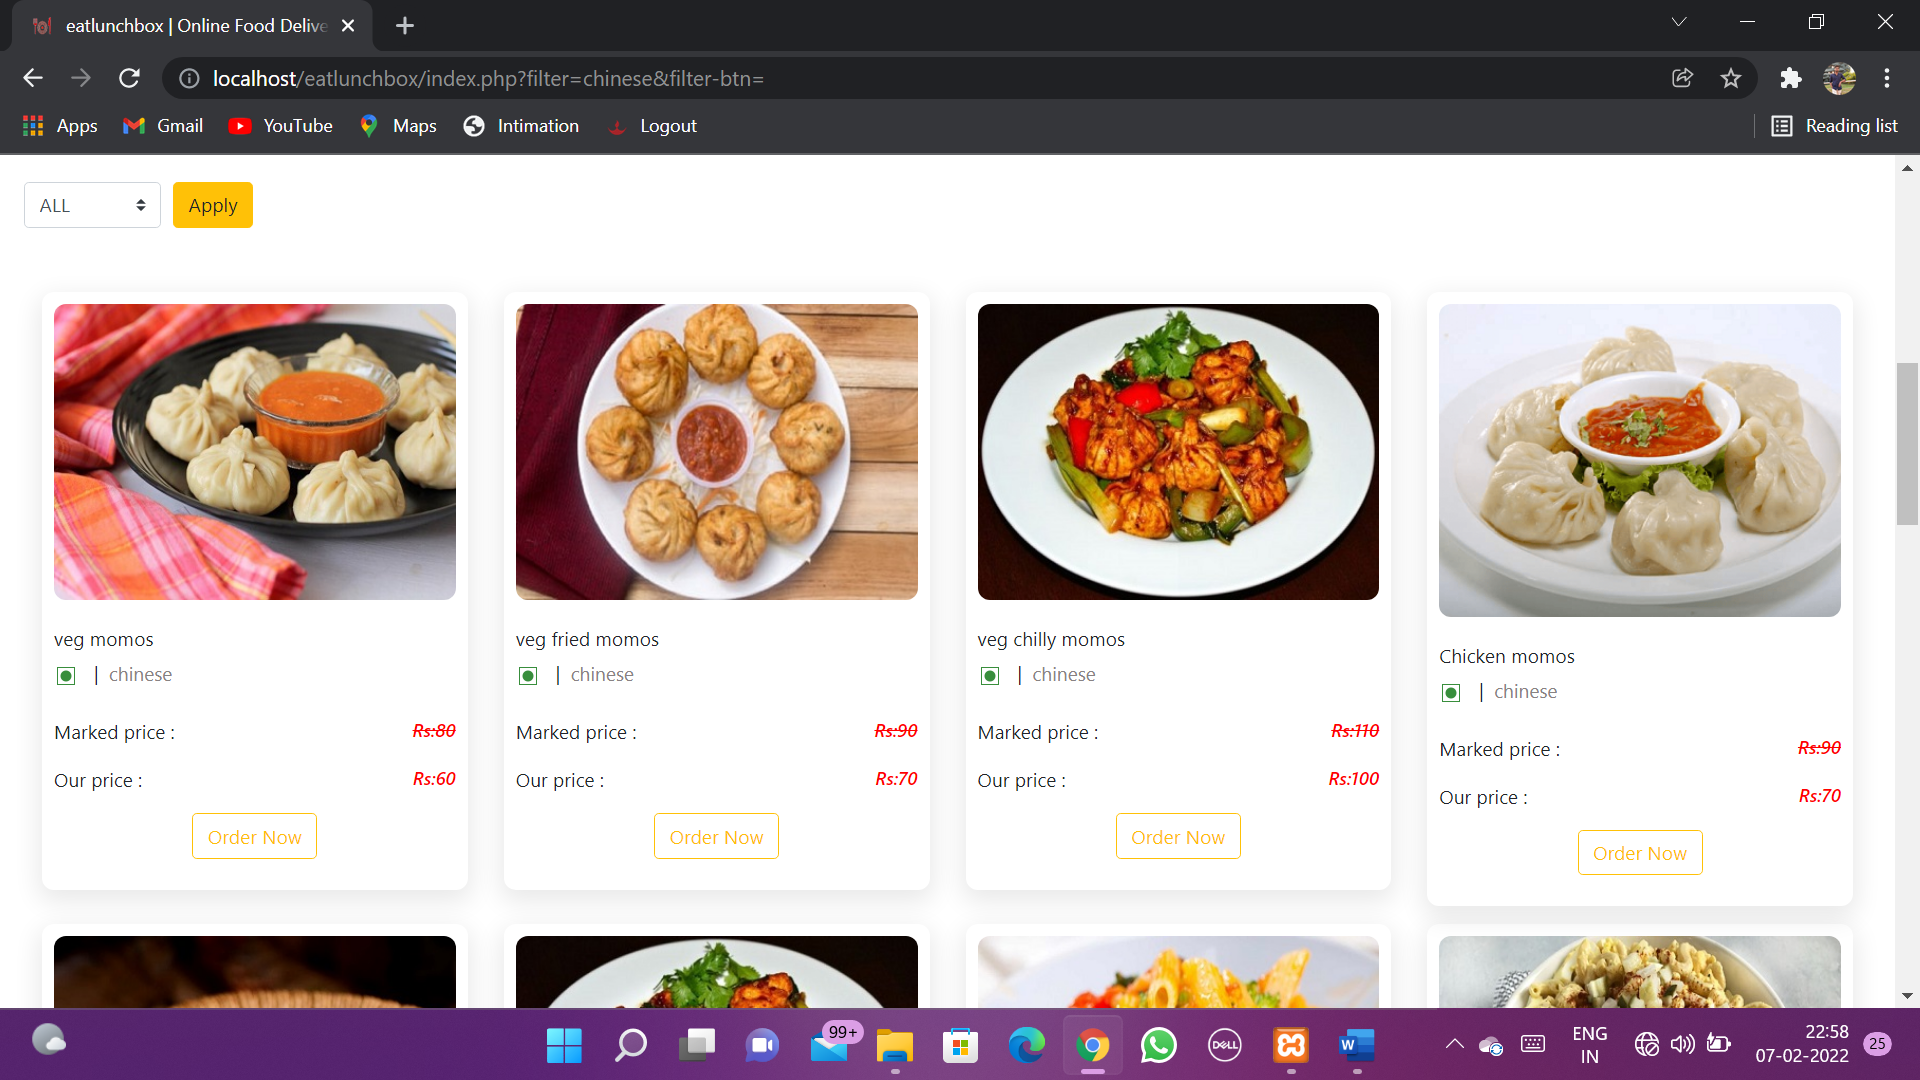 eatlunchbox | Online Food Delive
localhost/eatlunchbox/index.php?filter=chinese&filter-btn=
Apps Gmail YouTube Maps Intimation Logout Reading list
ALL Apply
veg momos
| chinese
Marked price : Rs:80
Our price : Rs:60
Order Now
veg fried momos
| chinese
Marked price : Rs:90
Our price : Rs:70
Order Now
veg chilly momos
| chinese
Marked price : Rs:110
Our price : Rs:100
Order Now
Chicken momos
| chinese
Marked price : Rs:90
Our price : Rs:70
Order Now
99+
DELL
W
ENG
IN
22:58
07-02-2022
25